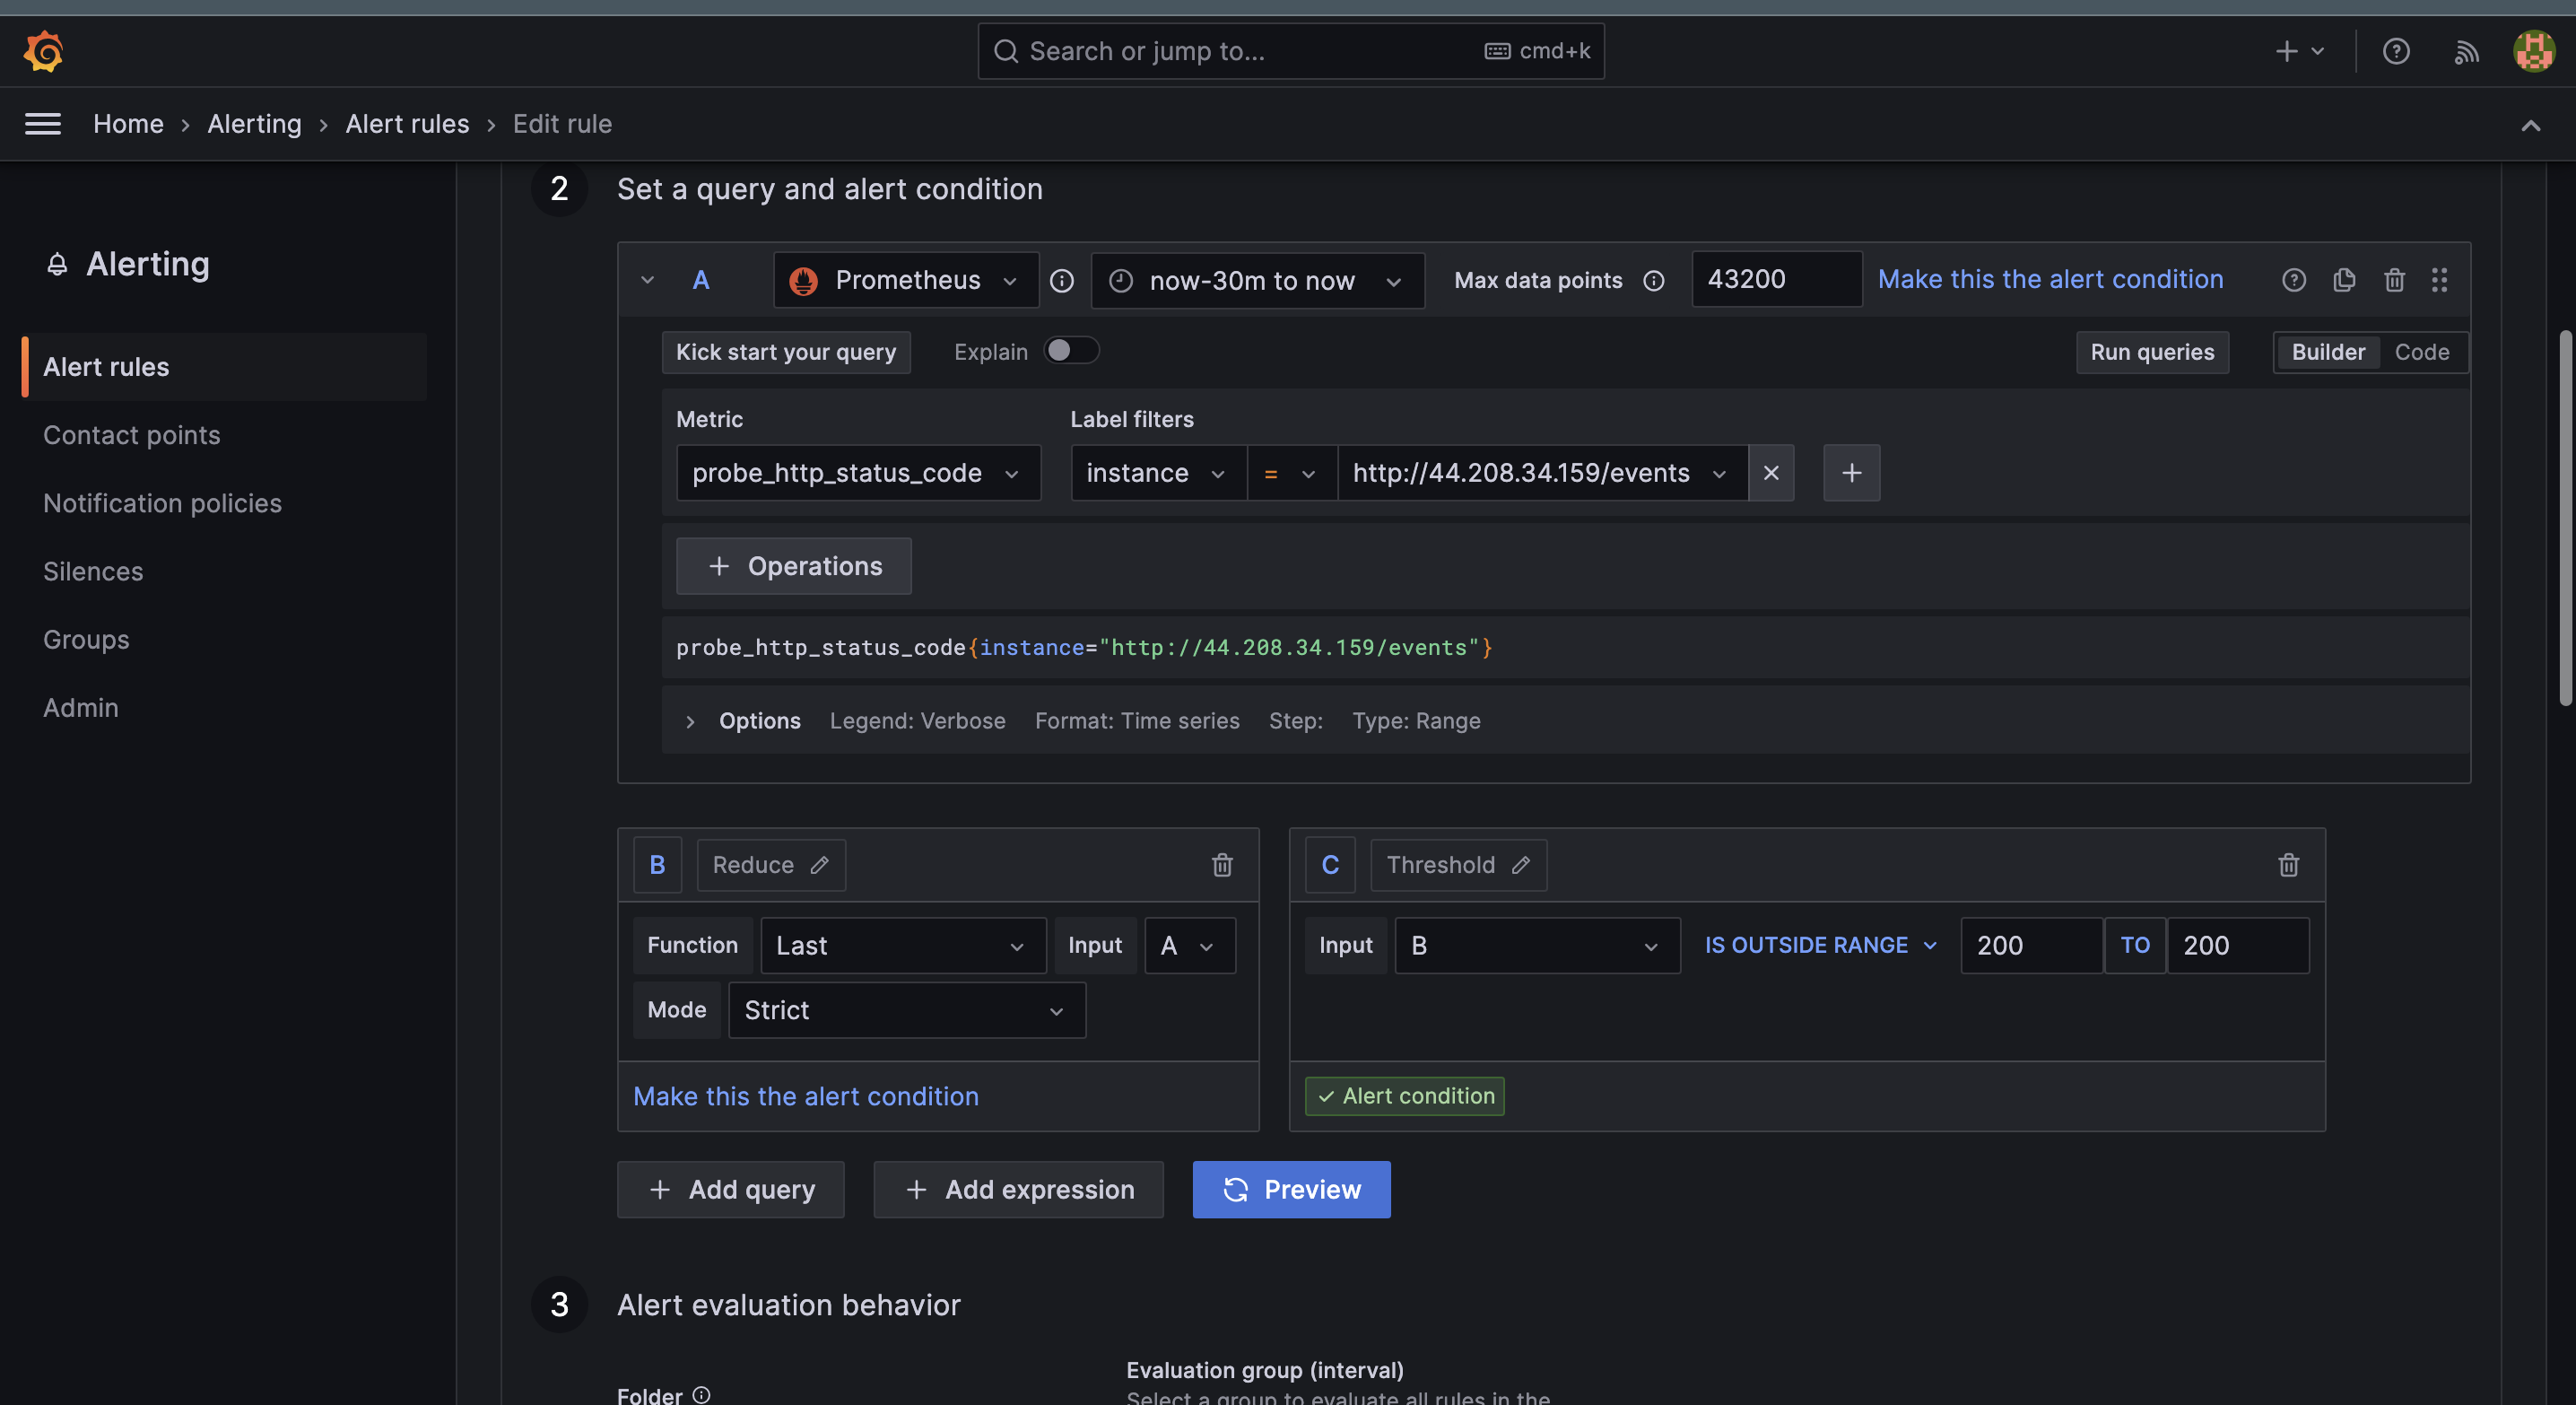 Search or jump to...
cmd+k
Home › Alerting › Alert rules › Edit rule
Alerting
Alert rules
Contact points
Notification policies
Silences
Groups
Admin
2 Set a query and alert condition
A Prometheus now-30m to now Max data points 43200 Make this the alert condition
Kick start your query Explain Run queries Builder Code
Metric Label filters
probe_http_status_code instance = http://44.208.34.159/events
+ Operations
probe_http_status_code{instance="http://44.208.34.159/events"}
Options Legend: Verbose Format: Time series Step: Type: Range
B Reduce
Function Last Input A
Mode Strict
Make this the alert condition
C Threshold
Input B IS OUTSIDE RANGE 200 TO 200
Alert condition
+ Add query + Add expression Preview
3 Alert evaluation behavior
Folder
Evaluation group (interval)
Select a group to evaluate all rules in the